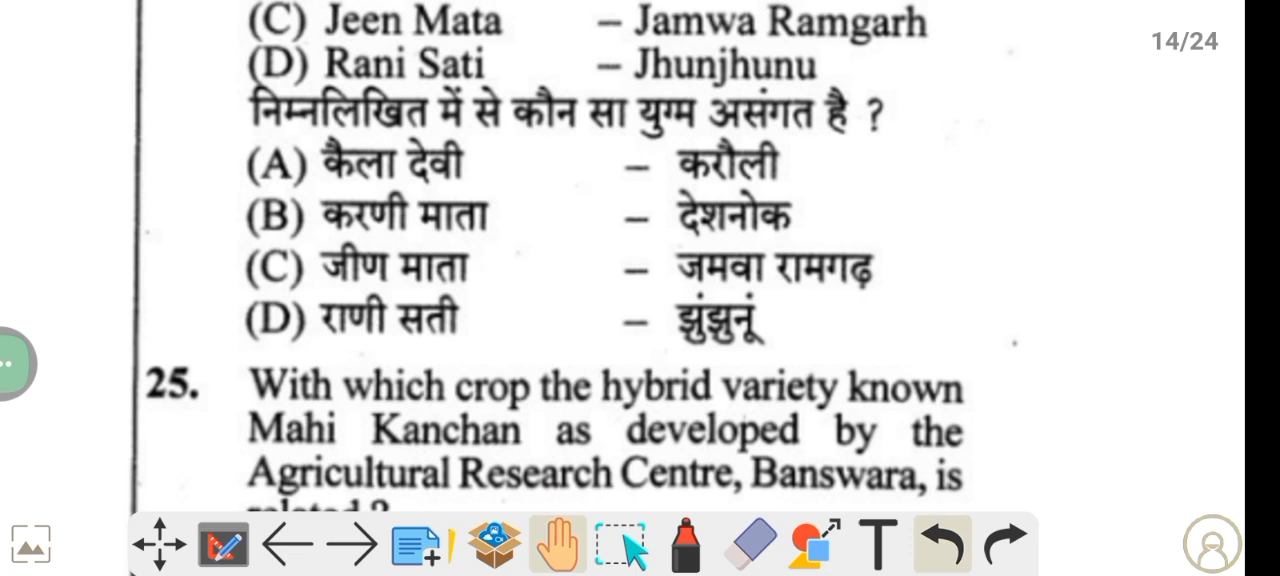 (C) Jeen Mata – Jamwa Ramgarh
14/24
(D) Rani Sati – Jhunjhunu
निम्नलिखित में से कौन सा युग्म असंगत है ?
(A) कैला देवी – करौली
(B) करणी माता – देशनोक
(C) जीण माता – जमवा रामगढ़
(D) राणी सती – झुंझुनूं
25. With which crop the hybrid variety known
Mahi Kanchan as developed by the
Agricultural Research Centre, Banswara, is
related ?
T